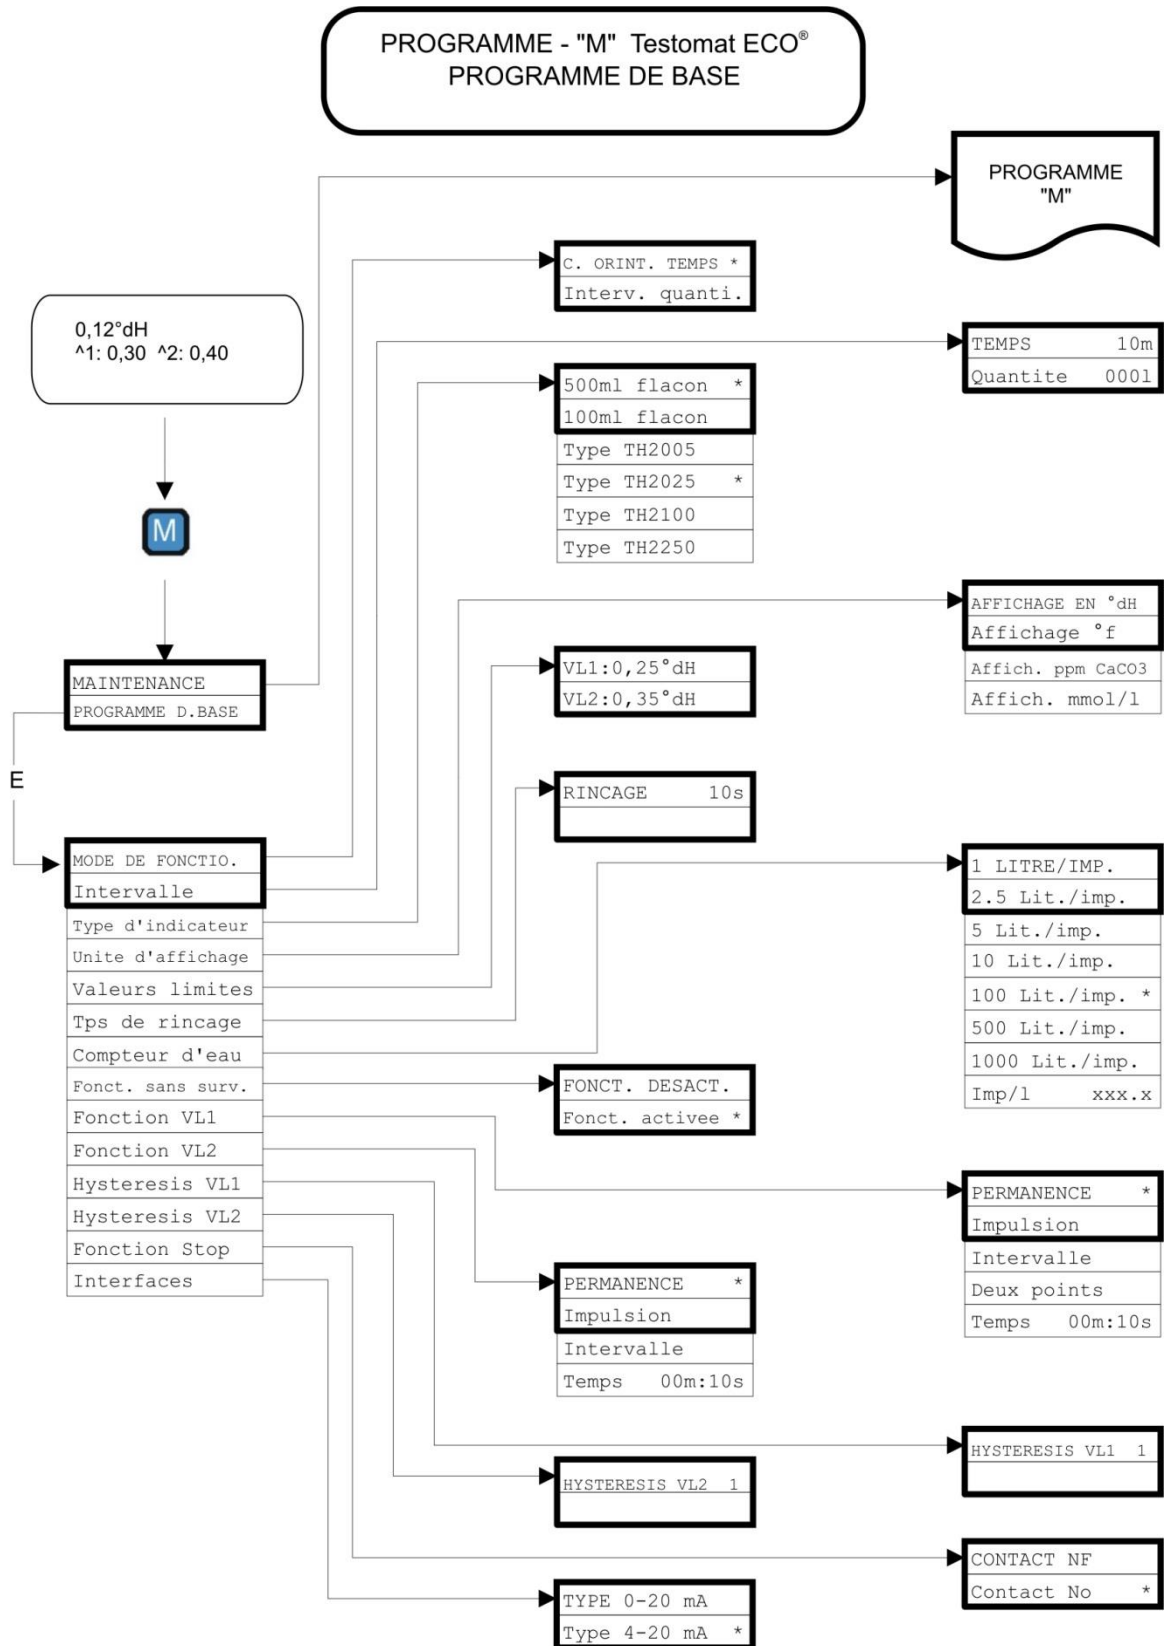 PROGRAMME - "M" Testomat ECO®
PROGRAMME DE BASE
PROGRAMME
"M"
C. ORINT. TEMPS *
Interv. quanti.
0,12°dH
^1: 0,30 ^2: 0,40
TEMPS 10m
Quantite 000l
500ml flacon *
100ml flacon
Type TH2005
Type TH2025 *
Type TH2100
Type TH2250
M
AFFICHAGE EN °dH
Affichage °f
Affich. ppm CaCO3
Affich. mmol/l
MAINTENANCE
PROGRAMME D.BASE
VL1:0,25°dH
VL2:0,35°dH
E
RINCAGE 10s
MODE DE FONCTIO.
Intervalle
Type d'indicateur
Unite d'affichage
Valeurs limites
Tps de rincage
Compteur d'eau
Fonct. sans surv.
Fonction VL1
Fonction VL2
Hysteresis VL1
Hysteresis VL2
Fonction Stop
Interfaces
1 LITRE/IMP.
2.5 Lit./imp.
5 Lit./imp.
10 Lit./imp.
100 Lit./imp. *
500 Lit./imp.
1000 Lit./imp.
Imp/l xxx.x
FONCT. DESACT.
Fonct. activee *
PERMANENCE *
Impulsion
Intervalle
Deux points
Temps 00m:10s
PERMANENCE *
Impulsion
Intervalle
Temps 00m:10s
HYSTERESIS VL1 1
HYSTERESIS VL2 1
CONTACT NF
Contact No *
TYPE 0-20 mA
Type 4-20 mA *